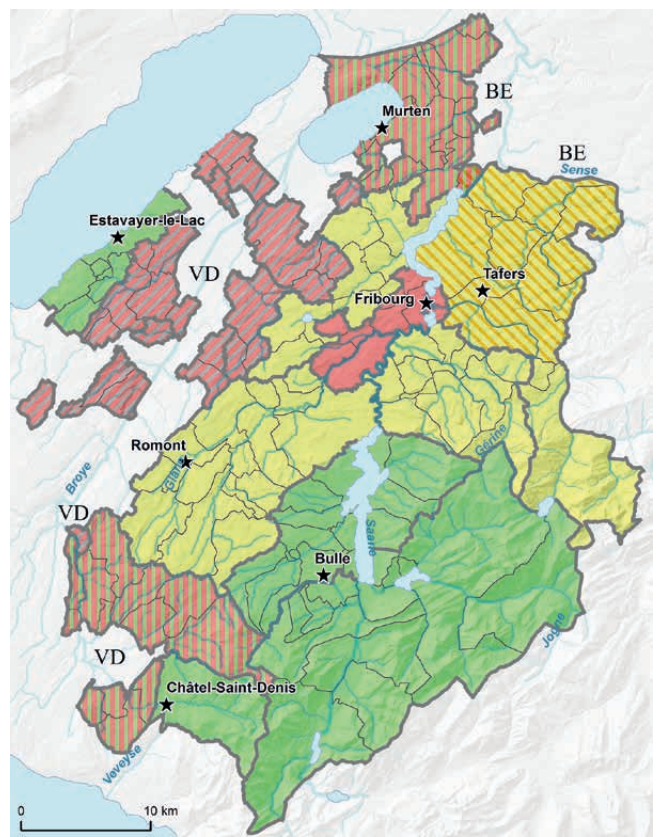 BE
Murten
BE
Sense
Estavayer-le-Lac
VD
Tafers
Fribourg
Romont
Glâne
Gérine
Broye
VD
Sarine
Bulle
Jogne
VD
Châtel-Saint-Denis
Veveyse
0 10 km